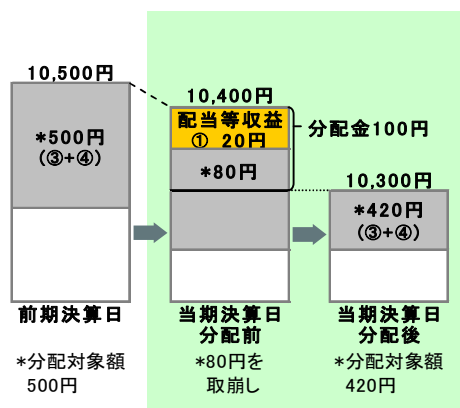 10,500円
*500円
(③+④)
前期決算日
*分配対象額
500円
10,400円
配当等収益
① 20円
*80円
分配金100円
当期決算日
分配前
*80円を
取崩し
10,300円
*420円
(③+④)
当期決算日
分配後
*分配対象額
420円